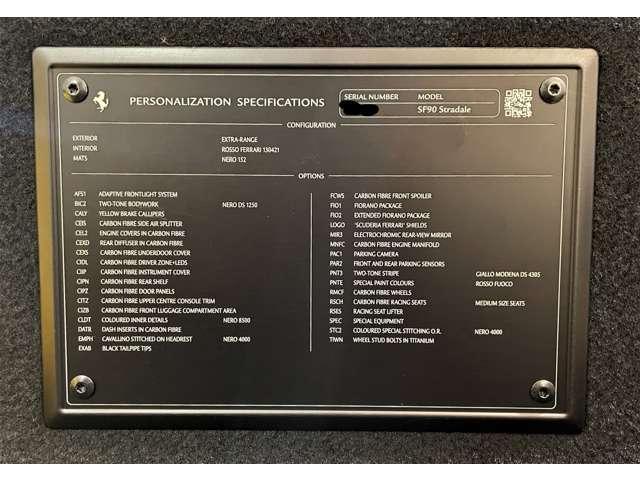 PERSONALIZATION SPECIFICATIONS
SERIAL NUMBER MODEL
SF90 Stradale
CONFIGURATION
EXTERIOR EXTRA-RANGE
INTERIOR ROSSO FERRARI 130421
MATS NERO 152
OPTIONS
AFS1 ADAPTIVE FRONTLIGHT SYSTEM
BIC2 TWO-TONE BODYWORK NERO DS 1250
CALY YELLOW BRAKE CALLIPERS
CEIS CARBON FIBRE SIDE AIR SPLITTER
CEL2 ENGINE COVERS IN CARBON FIBRE
CEXD REAR DIFFUSER IN CARBON FIBRE
CEXS CARBON FIBRE UNDERDOOR COVER
CIDL CARBON FIBRE DRIVER ZONE+LEDS
CIIP CARBON FIBRE INSTRUMENT COVER
CIPN CARBON FIBRE REAR SHELF
CIPZ CARBON FIBRE DOOR PANELS
CITZ CARBON FIBRE UPPER CENTRE CONSOLE TRIM
CIZB CARBON FIBRE FRONT LUGGAGE COMPARTMENT AREA
CLDT COLOURED INNER DETAILS NERO 8500
DATR DASH INSERTS IN CARBON FIBRE
EMPH CAVALLINO STITCHED ON HEADREST NERO 4000
EXAB BLACK TAILPIPE TIPS
FCWS CARBON FIBRE FRONT SPOILER
FIO1 FIORANO PACKAGE
FIO2 EXTENDED FIORANO PACKAGE
LOGO 'SCUDERIA FERRARI' SHIELDS
MIR3 ELECTROCHROMIC REAR-VIEW MIRROR
MNFC CARBON FIBRE ENGINE MANIFOLD
PAC1 PARKING CAMERA
PAR2 FRONT AND REAR PARKING SENSORS
PNT3 TWO-TONE STRIPE GIALLO MODENA DS-4305
PNTE SPECIAL PAINT COLOURS ROSSO FUOCO
RMCF CARBON FIBRE WHEELS
RSCH CARBON FIBRE RACING SEATS MEDIUM SIZE SEATS
RSES RACING SEAT LIFTER
SPEC SPECIAL EQUIPMENT
STC2 COLOURED SPECIAL STITCHING O.R. NERO 4000
TIWN WHEEL STUD BOLTS IN TITANIUM